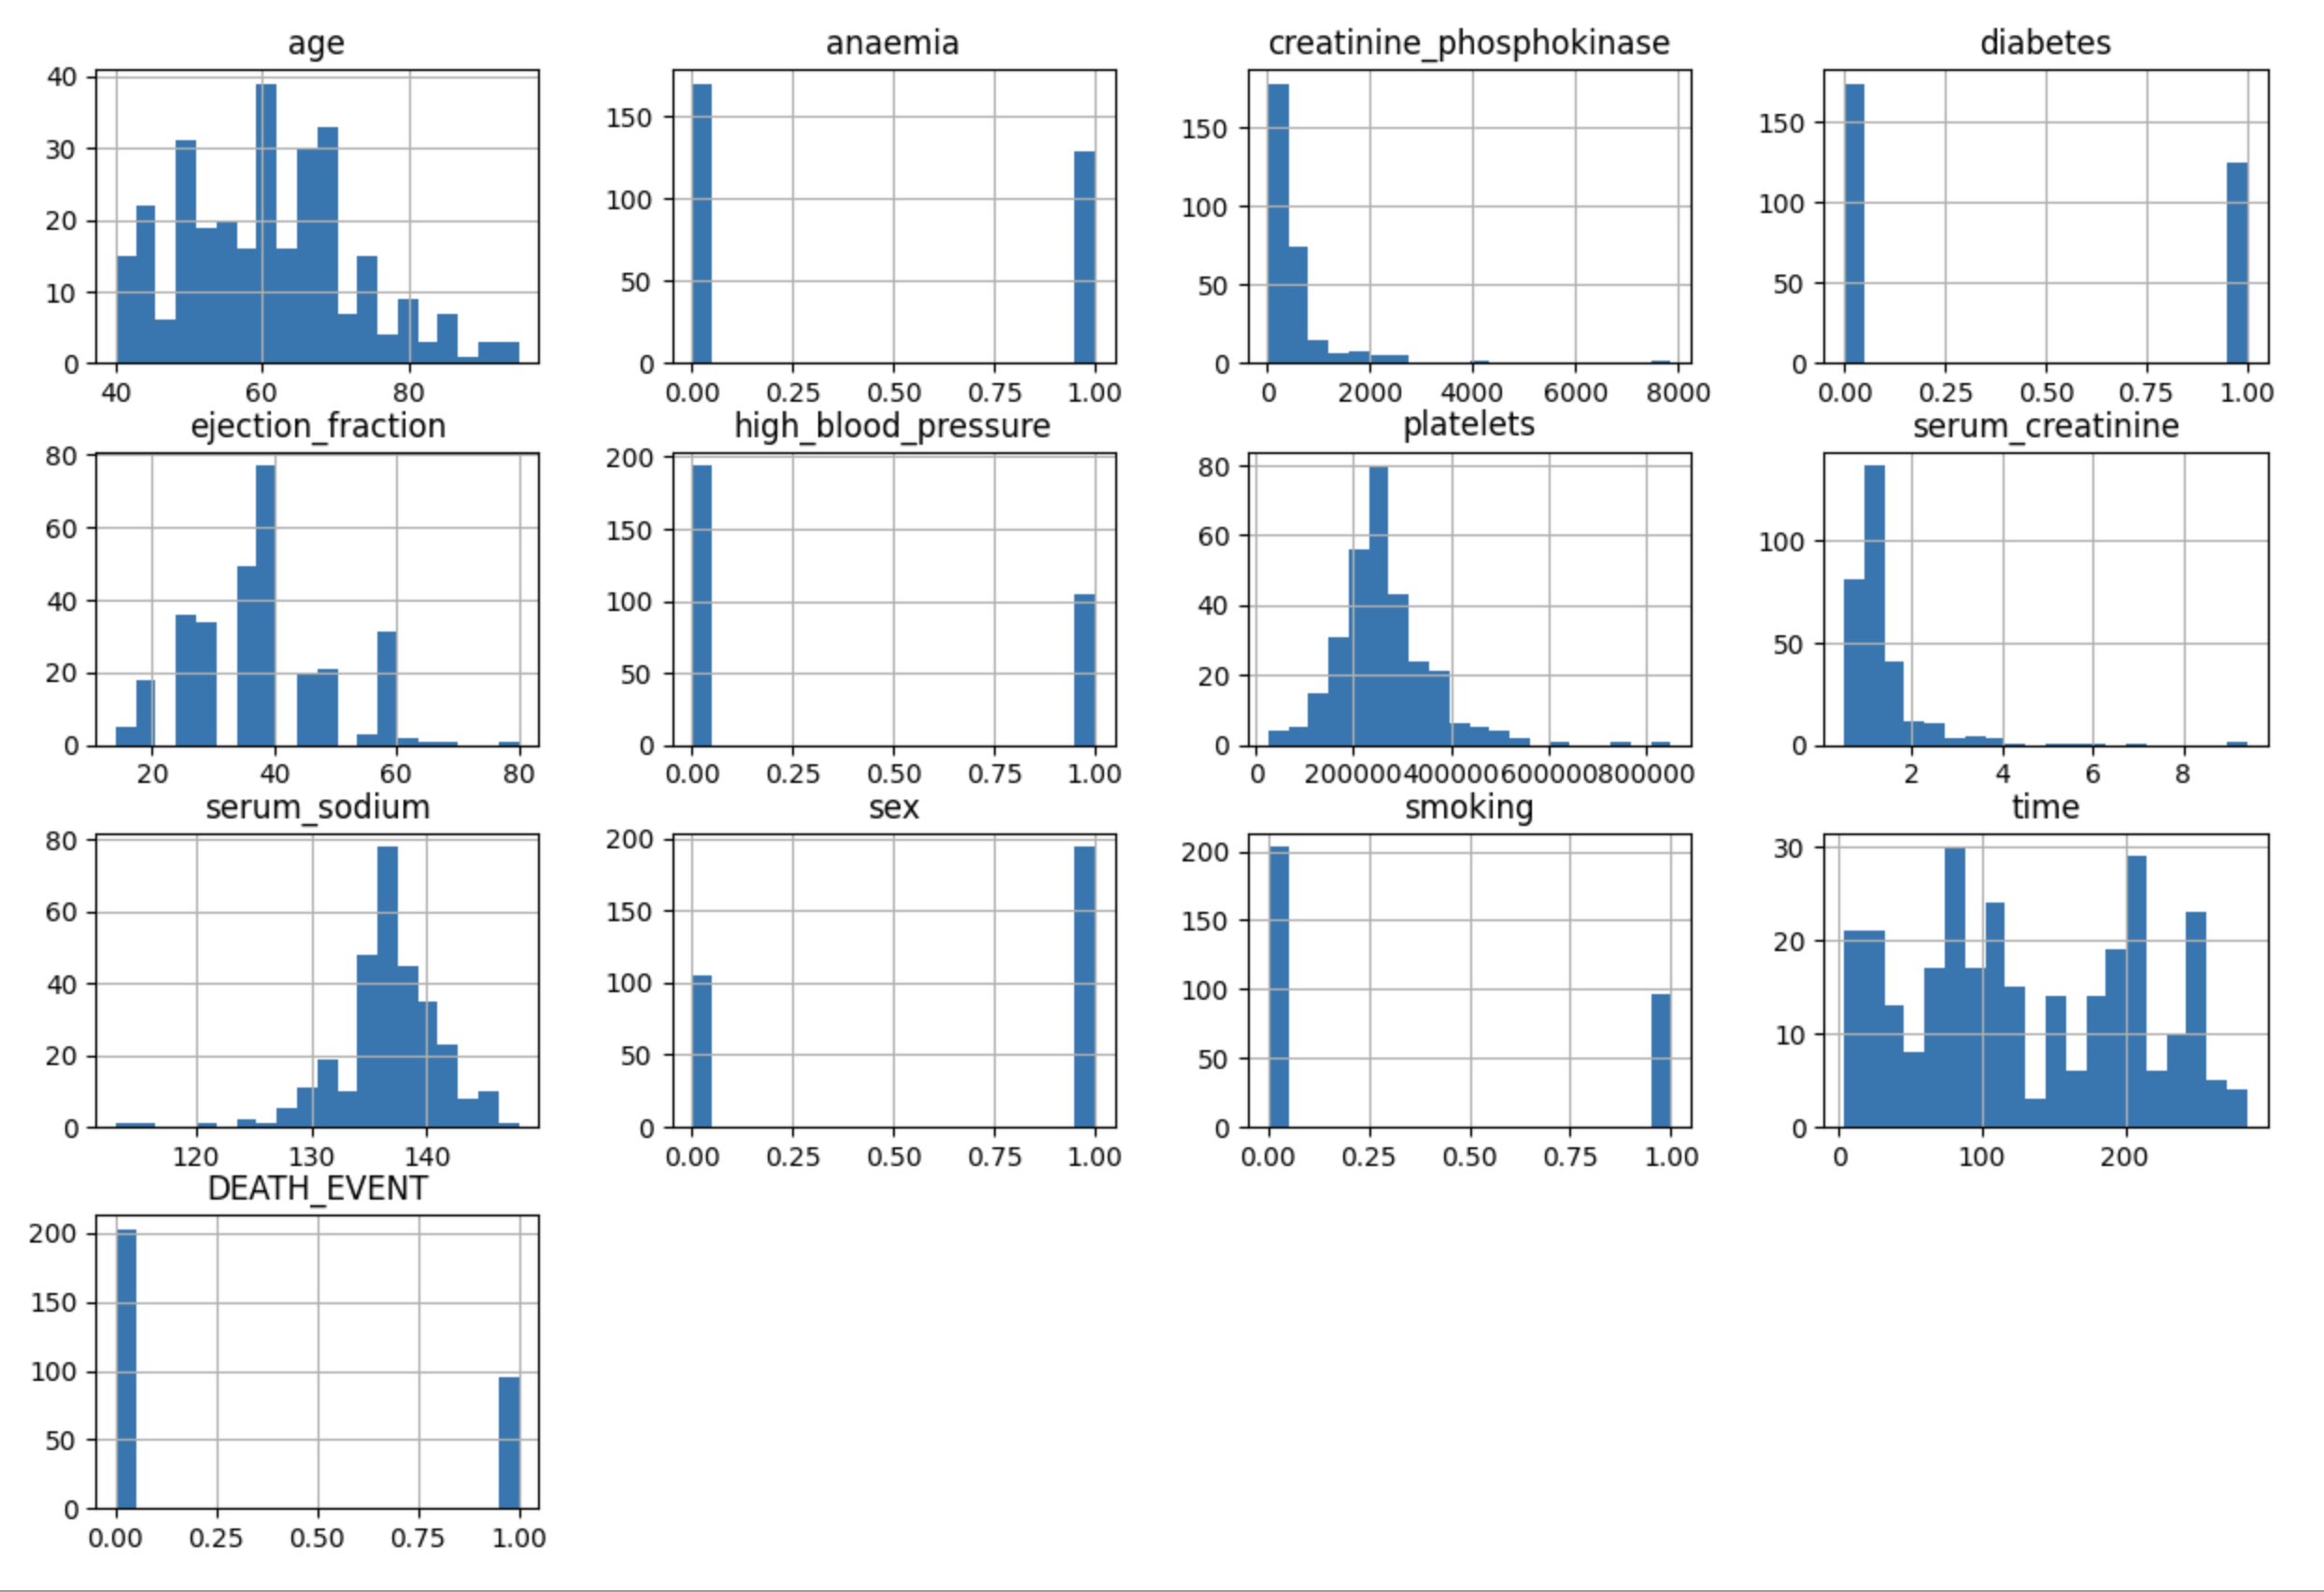 age
40
30
20
10
0
40 60 80
anaemia
150
100
50
0
0.00 0.25 0.50 0.75 1.00
creatinine_phosphokinase
150
100
50
0
0 2000 4000 6000 8000
diabetes
150
100
50
0
0.00 0.25 0.50 0.75 1.00
ejection_fraction
80
60
40
20
0
20 40 60 80
high_blood_pressure
200
150
100
50
0
0.00 0.25 0.50 0.75 1.00
platelets
80
60
40
20
0
0 200000 400000 600000 800000
serum_creatinine
100
50
0
2 4 6 8
serum_sodium
80
60
40
20
0
120 130 140
sex
200
150
100
50
0
0.00 0.25 0.50 0.75 1.00
smoking
200
150
100
50
0
0.00 0.25 0.50 0.75 1.00
time
30
20
10
0
0 100 200
DEATH_EVENT
200
150
100
50
0
0.00 0.25 0.50 0.75 1.00